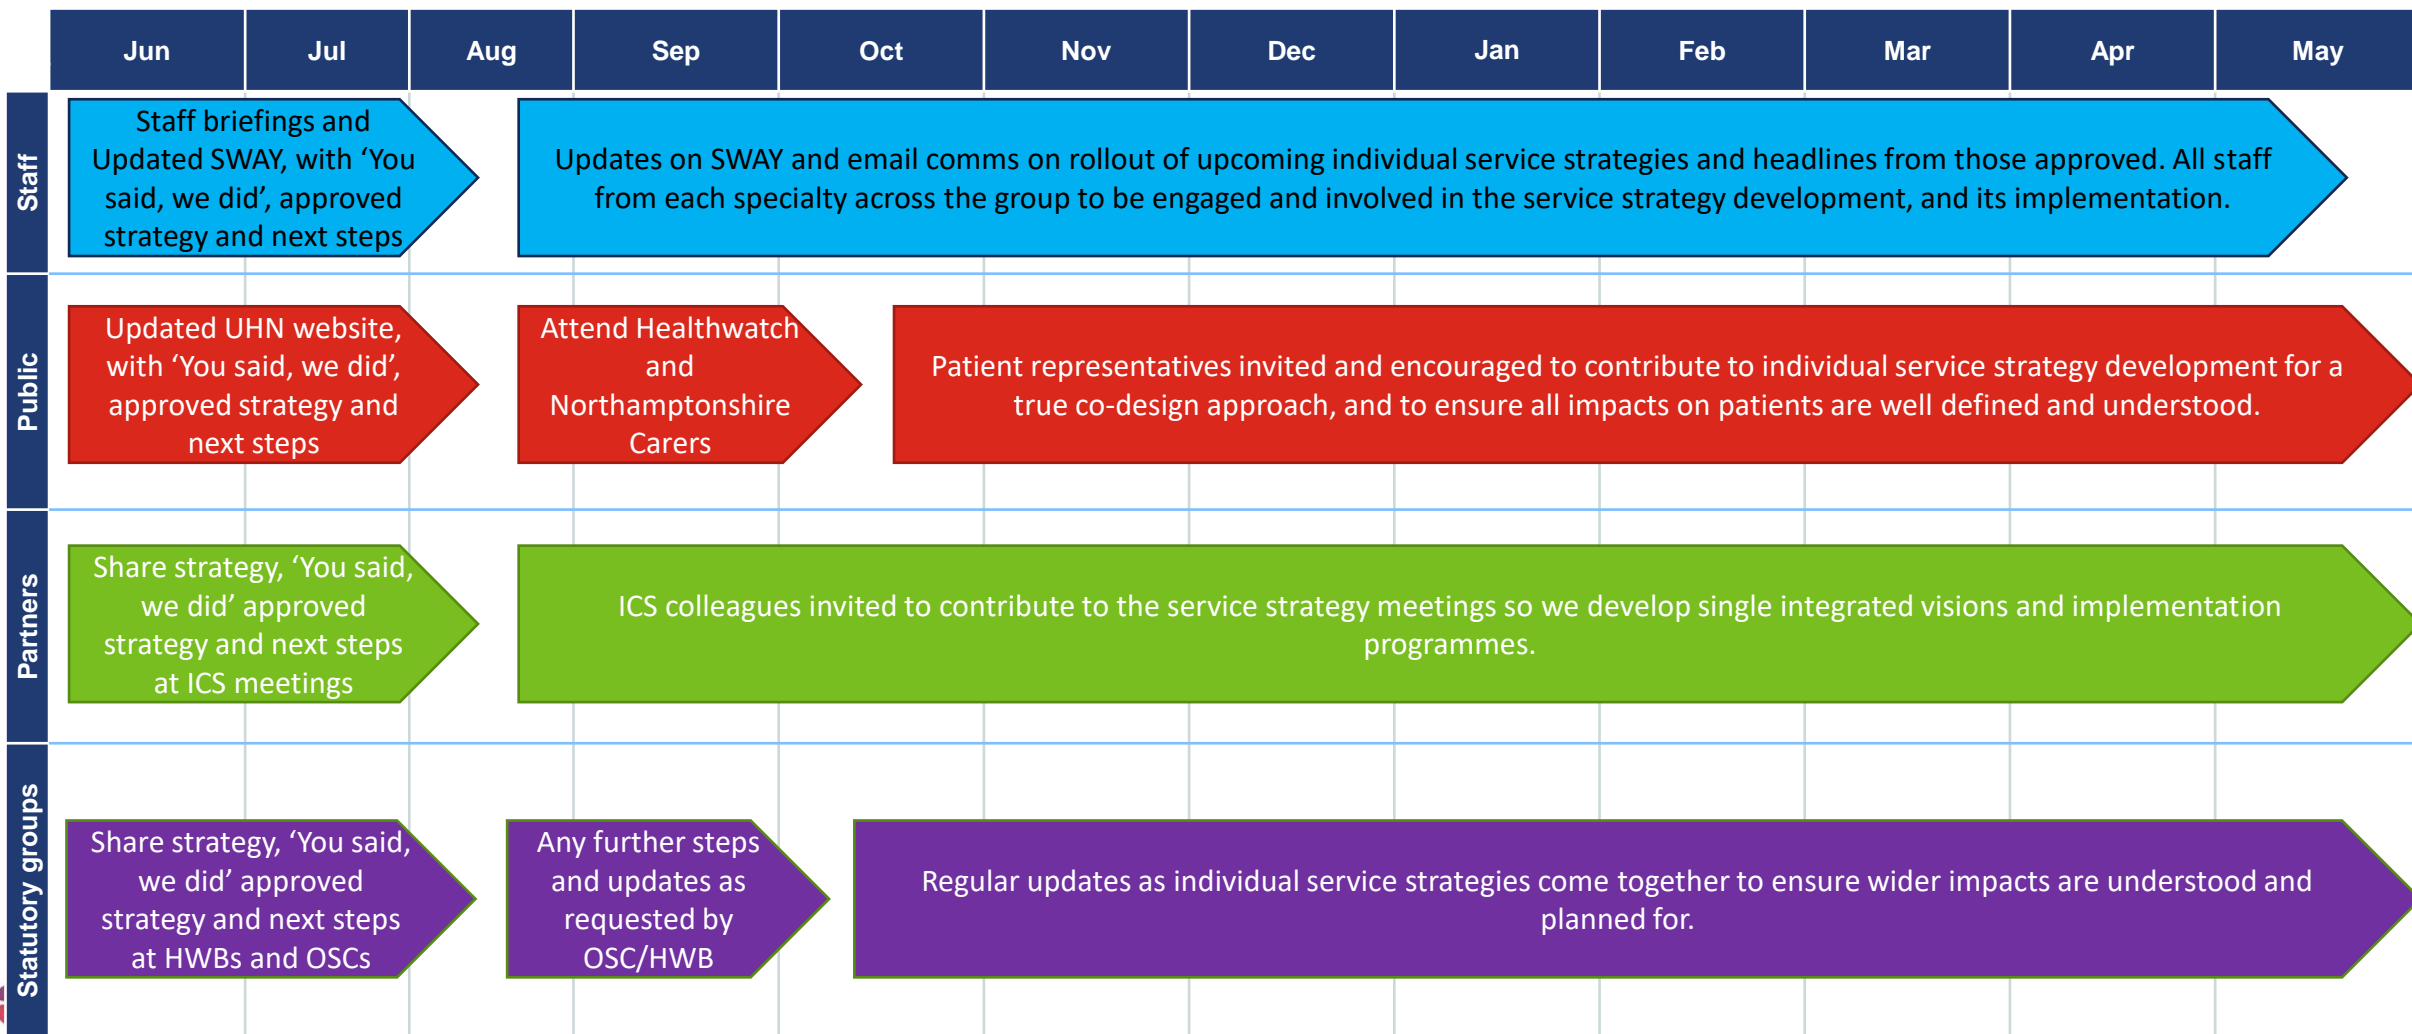 Jun
Jul
Aug
Sep
Oct
Nov
Dec
Jan
Feb
Mar
Apr
May
Staff
Staff briefings and
Updated SWAY, with ‘You
said, we did’, approved
strategy and next steps
Updates on SWAY and email comms on rollout of upcoming individual service strategies and headlines from those approved. All staff
from each specialty across the group to be engaged and involved in the service strategy development, and its implementation.
Public
Updated UHN website,
with ‘You said, we did’,
approved strategy and
next steps
Attend Healthwatch
and
Northamptonshire
Carers
Patient representatives invited and encouraged to contribute to individual service strategy development for a
true co-design approach, and to ensure all impacts on patients are well defined and understood.
Partners
Share strategy, ‘You said,
we did’ approved
strategy and next steps
at ICS meetings
ICS colleagues invited to contribute to the service strategy meetings so we develop single integrated visions and implementation
programmes.
Statutory groups
Share strategy, ‘You said,
we did’ approved
strategy and next steps
at HWBs and OSCs
Any further steps
and updates as
requested by
OSC/HWB
Regular updates as individual service strategies come together to ensure wider impacts are understood and
planned for.